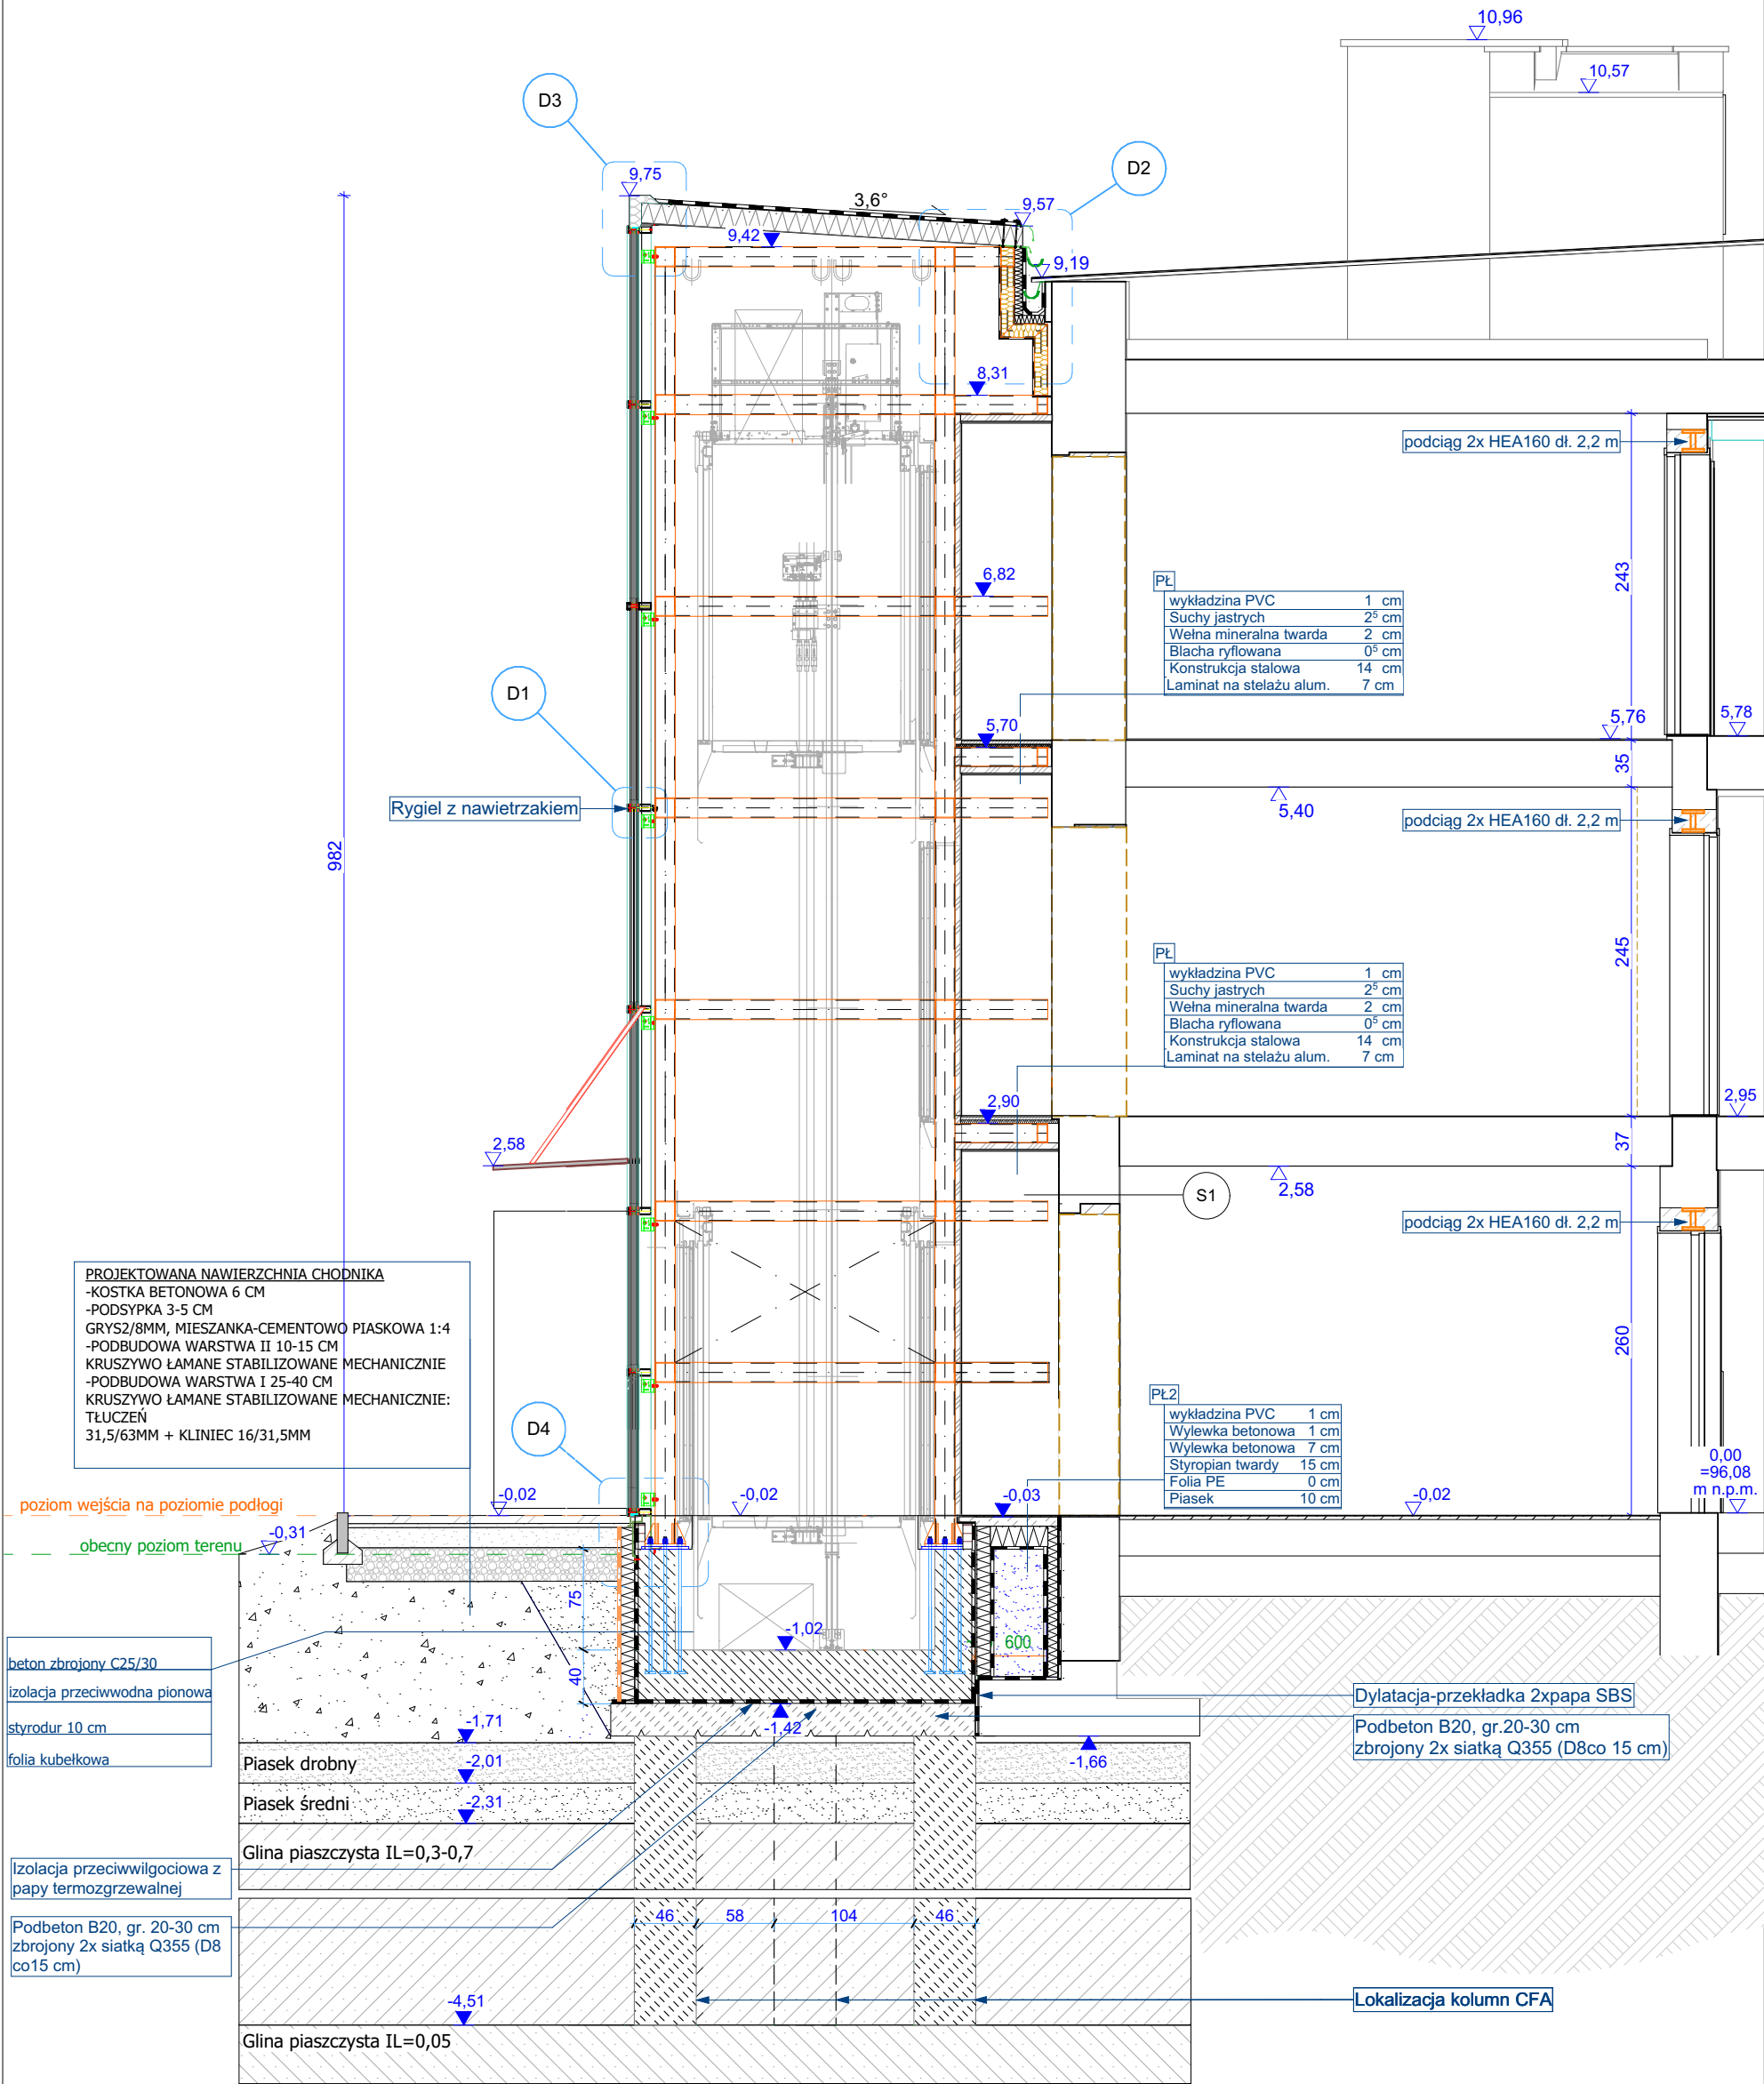 10,96
10,57
D3
D2
9,75
3,6°
9,57
9,42
9,19
8,31
podciąg 2x HEA160 dł. 2,2 m
982
243
6,82
PŁ
wykładzina PVC 1 cm
Suchy jastrych 2⁵ cm
Wełna mineralna twarda 2 cm
Blacha ryflowana 0⁵ cm
Konstrukcja stalowa 14 cm
Laminat na stelażu alum. 7 cm
D1
5,70
5,76
5,78
35
Rygiel z nawietrzakiem
5,40
podciąg 2x HEA160 dł. 2,2 m
245
PŁ
wykładzina PVC 1 cm
Suchy jastrych 2⁵ cm
Wełna mineralna twarda 2 cm
Blacha ryflowana 0⁵ cm
Konstrukcja stalowa 14 cm
Laminat na stelażu alum. 7 cm
2,90
2,95
37
2,58
S1
2,58
podciąg 2x HEA160 dł. 2,2 m
260
PROJEKTOWANA NAWIERZCHNIA CHODNIKA
-KOSTKA BETONOWA 6 CM
-PODSYPKA 3-5 CM
GRYS2/8MM, MIESZANKA-CEMENTOWO PIASKOWA 1:4
-PODBUDOWA WARSTWA II 10-15 CM
KRUSZYWO ŁAMANE STABILIZOWANE MECHANICZNIE
-PODBUDOWA WARSTWA I 25-40 CM
KRUSZYWO ŁAMANE STABILIZOWANE MECHANICZNIE:
TŁUCZEŃ
31,5/63MM + KLINIEC 16/31,5MM
D4
PŁ2
wykładzina PVC 1 cm
Wylewka betonowa 1 cm
Wylewka betonowa 7 cm
Styropian twardy 15 cm
Folia PE 0 cm
Piasek 10 cm
0,00
=96,08
m n.p.m.
poziom wejścia na poziomie podłogi
-0,02
-0,02
-0,03
-0,02
-0,31
obecny poziom terenu
75
40
-1,02
600
beton zbrojony C25/30
izolacja przeciwwodna pionowa
styrodur 10 cm
folia kubełkowa
Dylatacja-przekładka 2xpapa SBS
Podbeton B20, gr.20-30 cm
zbrojony 2x siatką Q355 (D8co 15 cm)
-1,71
-1,42
-1,66
Piasek drobny
-2,01
Piasek średni
-2,31
Glina piaszczysta IL=0,3-0,7
Izolacja przeciwwilgociowa z
papy termozgrzewalnej
Podbeton B20, gr. 20-30 cm
zbrojony 2x siatką Q355 (D8
co15 cm)
46
58
104
46
-4,51
Lokalizacja kolumn CFA
Glina piaszczysta IL=0,05